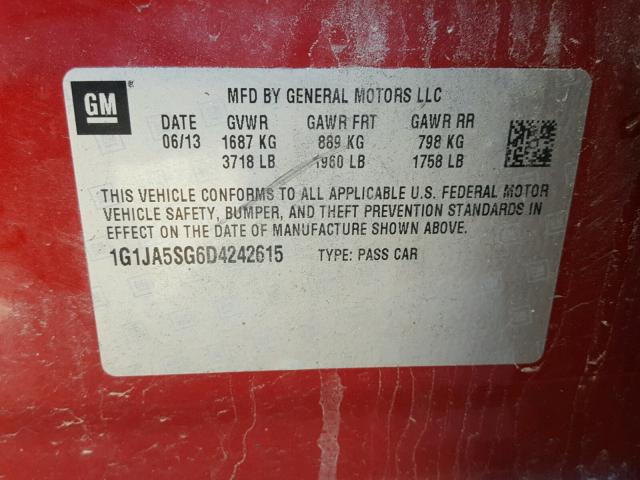 GM ®
MFD BY GENERAL MOTORS LLC
DATE GVWR GAWR FRT GAWR RR
06/13 1687 KG 889 KG 798 KG
3718 LB 1960 LB 1758 LB
THIS VEHICLE CONFORMS TO ALL APPLICABLE U.S. FEDERAL MOTOR
VEHICLE SAFETY, BUMPER, AND THEFT PREVENTION STANDARDS IN
EFFECT ON THE DATE OF MANUFACTURE SHOWN ABOVE.
1G1JA5SG6D4242615 TYPE: PASS CAR